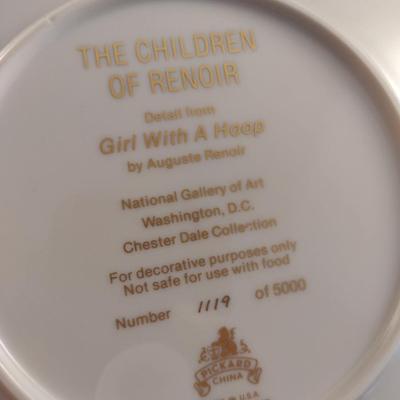 THE CHILDREN
OF RENOIR
Detail from
Girl With A Hoop
by Auguste Renoir
National Gallery of Art
Washington, D.C.
Chester Dale Collection
For decorative purposes only
Not safe for use with food
Number 1119 of 5000
PICKARD
CHINA
U.S.A.